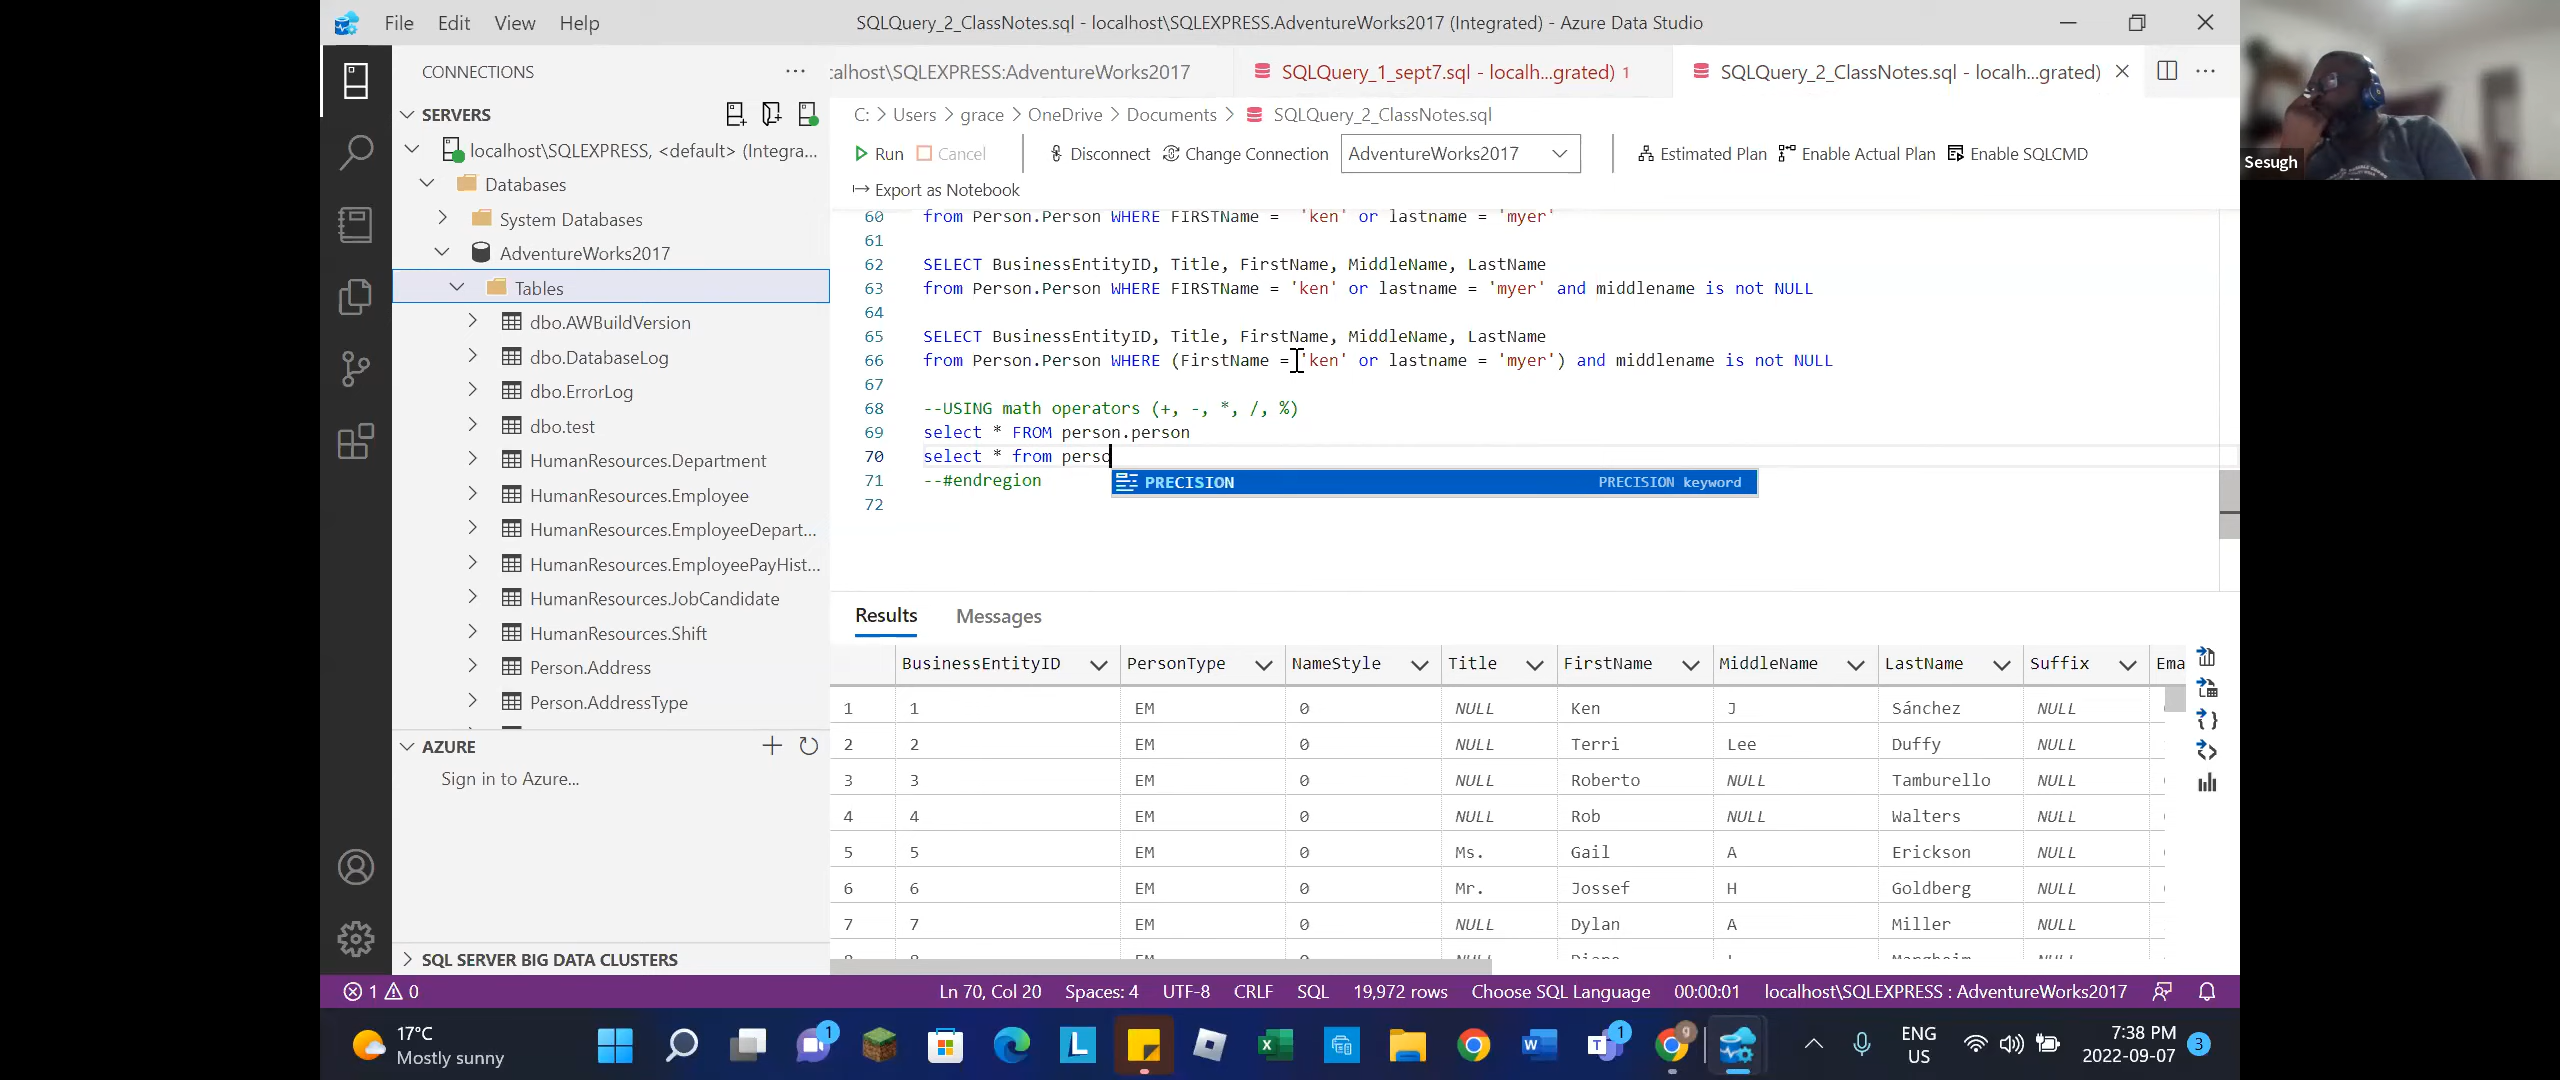 File Edit View Help
SQLQuery_2_ClassNotes.sql - localhost\SQLEXPRESS.AdventureWorks2017 (Integrated) - Azure Data Studio
CONNECTIONS
calhost\SQLEXPRESS:AdventureWorks2017
SQLQuery_1_sept7.sql - localh...grated) 1
SQLQuery_2_ClassNotes.sql - localh...grated)
SERVERS
C: > Users > grace > OneDrive > Documents > SQLQuery_2_ClassNotes.sql
localhost\SQLEXPRESS, <default> (Integra...
Run Cancel Disconnect Change Connection AdventureWorks2017 Estimated Plan Enable Actual Plan Enable SQLCMD
Export as Notebook
Sesugh
Databases
System Databases
AdventureWorks2017
Tables
dbo.AWBuildVersion
dbo.DatabaseLog
dbo.ErrorLog
dbo.test
HumanResources.Department
HumanResources.Employee
HumanResources.EmployeeDepart...
HumanResources.EmployeePayHist...
HumanResources.JobCandidate
HumanResources.Shift
Person.Address
Person.AddressType
AZURE
Sign in to Azure...
SQL SERVER BIG DATA CLUSTERS
60 from Person.Person WHERE FIRSTName = 'ken' or lastname = 'myer'
61
62 SELECT BusinessEntityID, Title, FirstName, MiddleName, LastName
63 from Person.Person WHERE FIRSTName = 'ken' or lastname = 'myer' and middlename is not NULL
64
65 SELECT BusinessEntityID, Title, FirstName, MiddleName, LastName
66 from Person.Person WHERE (FirstName = 'ken' or lastname = 'myer') and middlename is not NULL
67
68 --USING math operators (+, -, *, /, %)
69 select * FROM person.person
70 select * from perso
71 --#endregion
PRECISION PRECISION keyword
72
Results Messages
BusinessEntityID PersonType NameStyle Title FirstName MiddleName LastName Suffix Ema
1 1 EM 0 NULL Ken J Sánchez NULL
2 2 EM 0 NULL Terri Lee Duffy NULL
3 3 EM 0 NULL Roberto NULL Tamburello NULL
4 4 EM 0 NULL Rob NULL Walters NULL
5 5 EM 0 Ms. Gail A Erickson NULL
6 6 EM 0 Mr. Jossef H Goldberg NULL
7 7 EM 0 NULL Dylan A Miller NULL
1 0 Ln 70, Col 20 Spaces: 4 UTF-8 CRLF SQL 19,972 rows Choose SQL Language 00:00:01 localhost\SQLEXPRESS : AdventureWorks2017
17°C
Mostly sunny
1
1
ENG
US
7:38 PM
2022-09-07
3